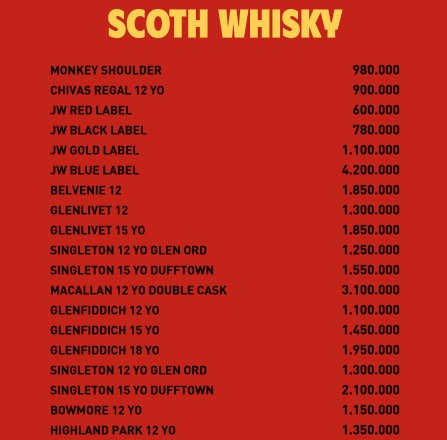 SCOTH WHISKY
MONKEY SHOULDER 980.000
CHIVAS REGAL 12 YO 900.000
JW RED LABEL 600.000
JW BLACK LABEL 780.000
JW GOLD LABEL 1.100.000
JW BLUE LABEL 4.200.000
BELVENIE 12 1.850.000
GLENLIVET 12 1.300.000
GLENLIVET 15 YO 1.850.000
SINGLETON 12 YO GLEN ORD 1.250.000
SINGLETON 15 YO DUFFTOWN 1.550.000
MACALLAN 12 YO DOUBLE CASK 3.100.000
GLENFIDDICH 12 YO 1.100.000
GLENFIDDICH 15 YO 1.450.000
GLENFIDDICH 18 YO 1.950.000
SINGLETON 12 YO GLEN ORD 1.300.000
SINGLETON 15 YO DUFFTOWN 2.100.000
BOWMORE 12 YO 1.150.000
HIGHLAND PARK 12 YO 1.350.000